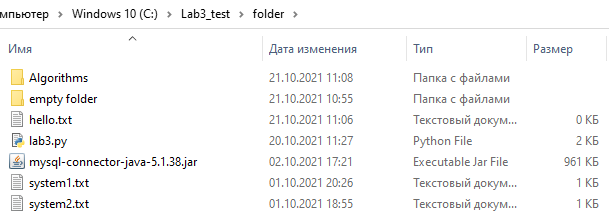 мпьютер > Windows 10 (C:) > Lab3_test > folder >
Имя Дата изменения Тип Размер
Algorithms 21.10.2021 11:08 Папка с файлами
empty folder 21.10.2021 10:55 Папка с файлами
hello.txt 21.10.2021 11:06 Текстовый докум... 0 КБ
lab3.py 20.10.2021 11:27 Python File 2 КБ
mysql-connector-java-5.1.38.jar 02.10.2021 17:21 Executable Jar File 961 КБ
system1.txt 01.10.2021 20:26 Текстовый докум... 1 КБ
system2.txt 01.10.2021 18:55 Текстовый докум... 1 КБ